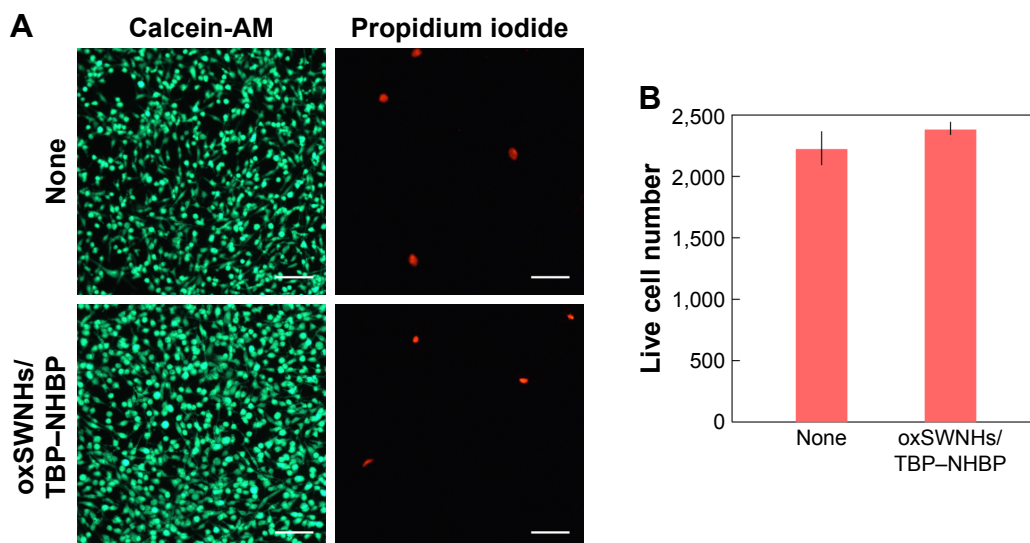 A
Calcein-AM
Propidium iodide
None
oxSWNHs/
TBP–NHBP
B
Live cell number
2,500
2,000
1,500
1,000
500
0
None
oxSWNHs/
TBP–NHBP